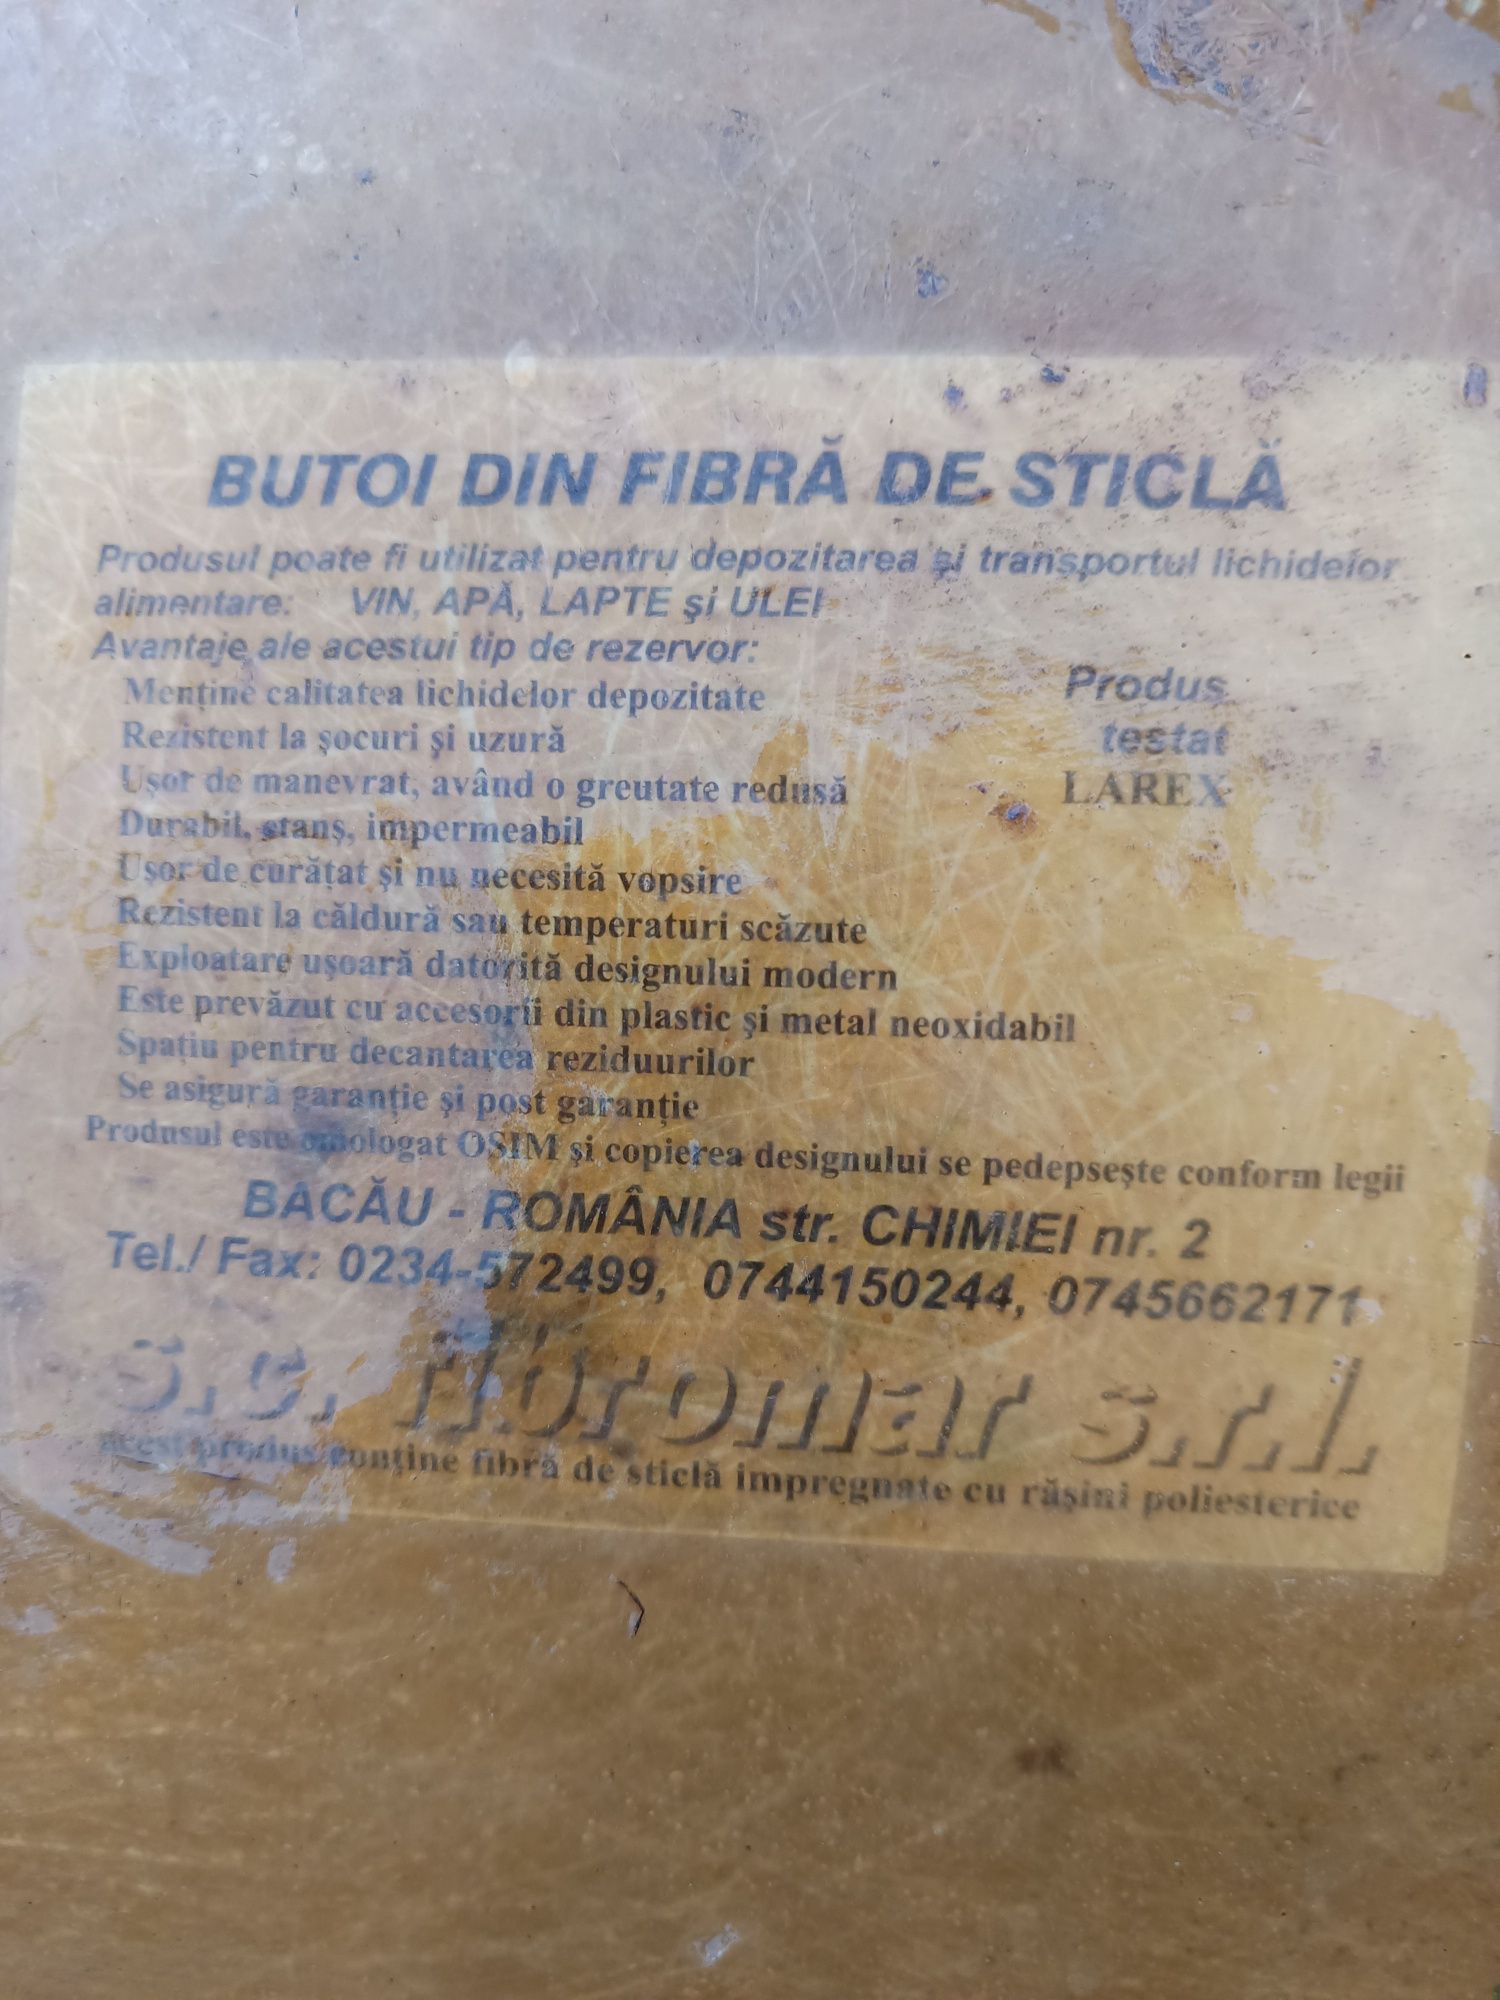 BUTOI DIN FIBRĂ DE STICLĂ
Produsul poate fi utilizat pentru depozitarea şi transportul lichidelor
alimentare: VIN, APĂ, LAPTE şi ULEI
Avantaje ale acestui tip de rezervor:
Menţine calitatea lichidelor depozitate
Rezistent la şocuri şi uzură
Uşor de manevrat, având o greutate redusă
Durabil, etanş, impermeabil
Uşor de curăţat şi nu necesită vopsire
Rezistent la căldură sau temperaturi scăzute
Exploatare uşoară datorită designului modern
Este prevăzut cu accesorii din plastic şi metal neoxidabil
Spaţiu pentru decantarea reziduurilor
Se asigură garanţie şi post garanţie
Produs
testat
LAREX
Produsul este omologat OSIM şi copierea designului se pedepseşte conform legii
BACĂU - ROMÂNIA str. CHIMIEI nr. 2
Tel./ Fax: 0234-572499, 0744150244, 0745662171
s.c. fibromar s.r.l.
acest produs conţine fibră de sticlă impregnate cu răşini poliesterice